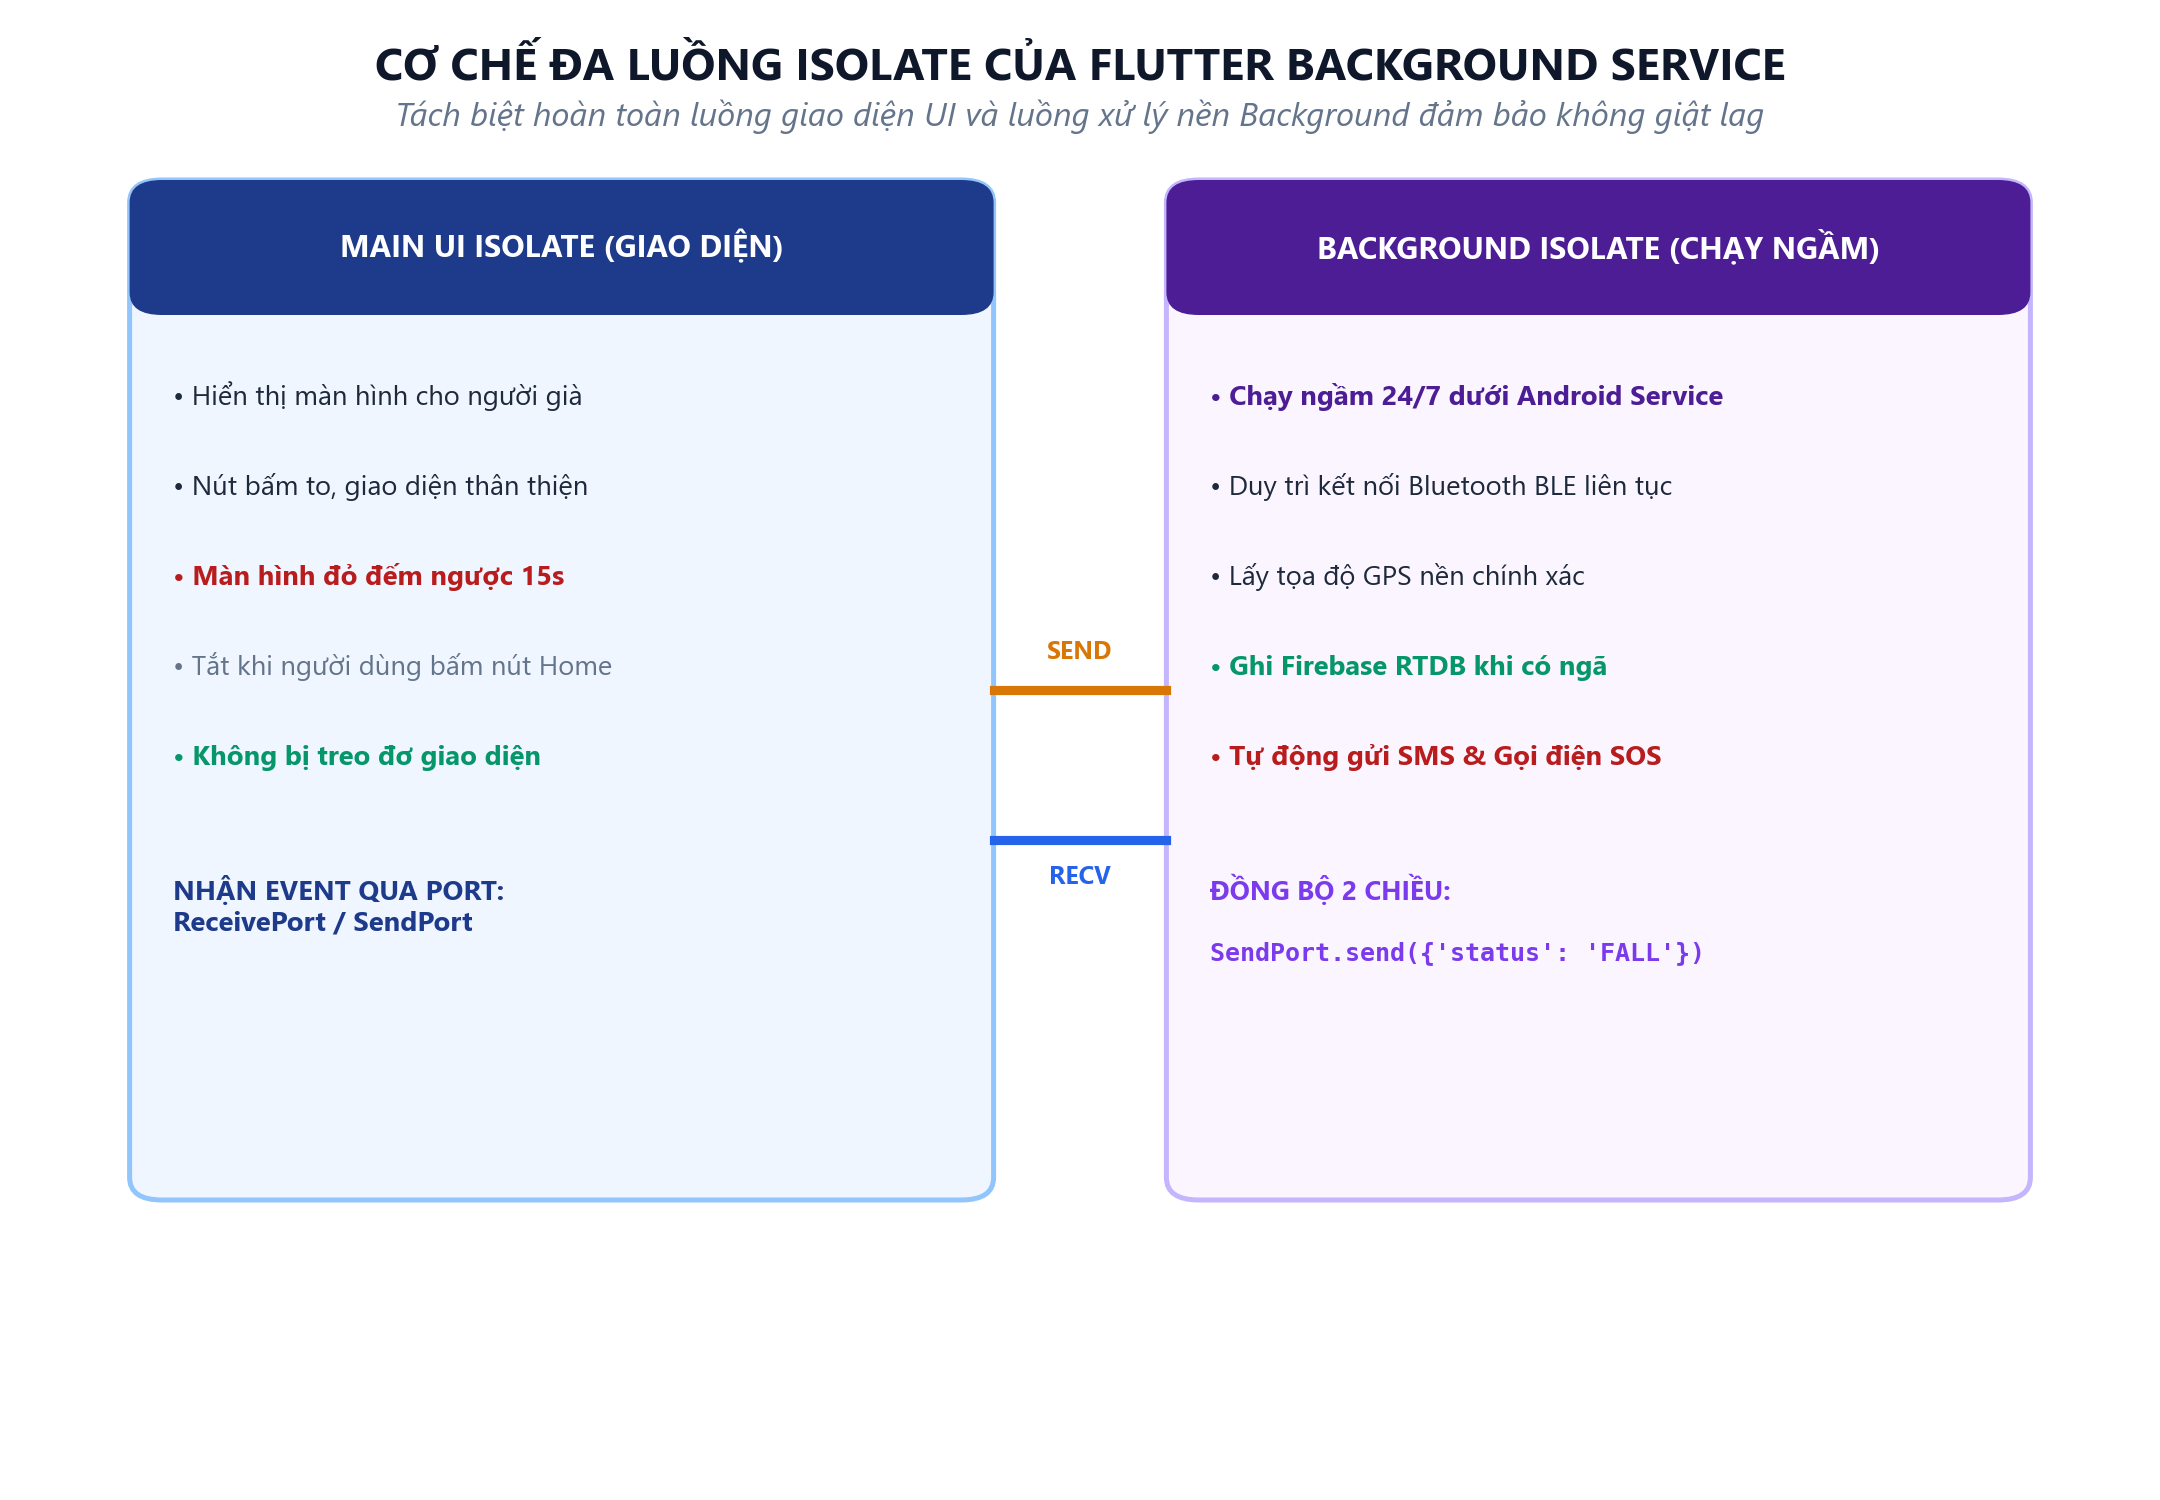 CƠ CHẾ ĐA LUỒNG ISOLATE CỦA FLUTTER BACKGROUND SERVICE
Tách biệt hoàn toàn luồng giao diện UI và luồng xử lý nền Background đảm bảo không giật lag
MAIN UI ISOLATE (GIAO DIỆN)
• Hiển thị màn hình cho người già
• Nút bấm to, giao diện thân thiện
• Màn hình đỏ đếm ngược 15s
• Tắt khi người dùng bấm nút Home
• Không bị treo đơ giao diện
NHẬN EVENT QUA PORT:
ReceivePort / SendPort
SEND
RECV
BACKGROUND ISOLATE (CHẠY NGẦM)
• Chạy ngầm 24/7 dưới Android Service
• Duy trì kết nối Bluetooth BLE liên tục
• Lấy tọa độ GPS nền chính xác
• Ghi Firebase RTDB khi có ngã
• Tự động gửi SMS & Gọi điện SOS
ĐỒNG BỘ 2 CHIỀU:
SendPort.send({'status': 'FALL'})